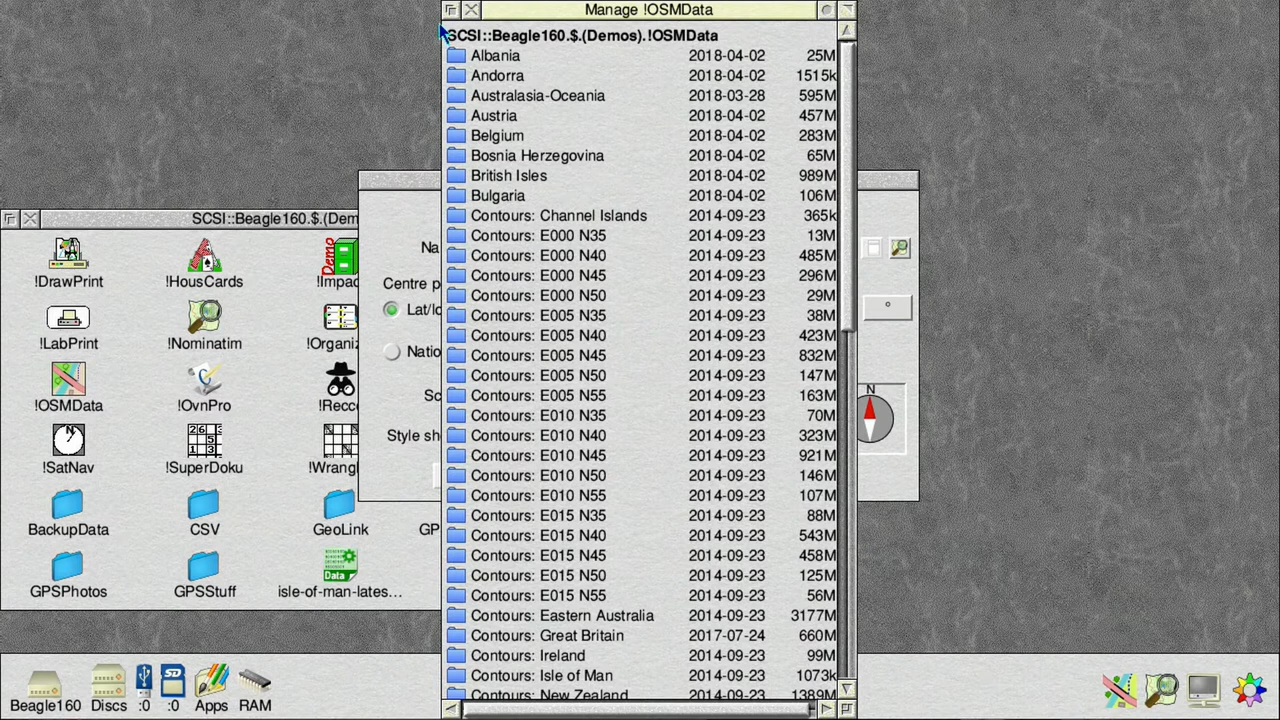 Manage !OSMData
SCSI::Beagle160.$.(Demos).!OSMData
Albania 2018-04-02 25M
Andorra 2018-04-02 1515k
Australasia-Oceania 2018-03-28 595M
Austria 2018-04-02 457M
Belgium 2018-04-02 283M
Bosnia Herzegovina 2018-04-02 65M
British Isles 2018-04-02 989M
Bulgaria 2018-04-02 106M
Contours: Channel Islands 2014-09-23 365k
Contours: E000 N35 2014-09-23 13M
Contours: E000 N40 2014-09-23 485M
Contours: E000 N45 2014-09-23 296M
Contours: E000 N50 2014-09-23 29M
Contours: E005 N35 2014-09-23 38M
Contours: E005 N40 2014-09-23 423M
Contours: E005 N45 2014-09-23 832M
Contours: E005 N50 2014-09-23 147M
Contours: E005 N55 2014-09-23 163M
Contours: E010 N35 2014-09-23 70M
Contours: E010 N40 2014-09-23 323M
Contours: E010 N45 2014-09-23 921M
Contours: E010 N50 2014-09-23 146M
Contours: E010 N55 2014-09-23 107M
Contours: E015 N35 2014-09-23 88M
Contours: E015 N40 2014-09-23 543M
Contours: E015 N45 2014-09-23 458M
Contours: E015 N50 2014-09-23 125M
Contours: E015 N55 2014-09-23 56M
Contours: Eastern Australia 2014-09-23 3177M
Contours: Great Britain 2017-07-24 660M
Contours: Ireland 2014-09-23 99M
Contours: Isle of Man 2014-09-23 1073k
Contours: New Zealand 2014-09-23 1389M
SCSI::Beagle160.$.(Dem
!DrawPrint !HousCards Demo !Impac
!LabPrint !Nominatim !Organiz
!OSMData !OvnPro !Recc
!SatNav !SuperDoku !Wrang
BackupData CSV GeoLink GP
GPSPhotos GPSStuff Data isle-of-man-lates...
Na
Centre p
Lat/lo
Natio
Sc
Style sh
N
Beagle160 Discs :0 :0 Apps RAM